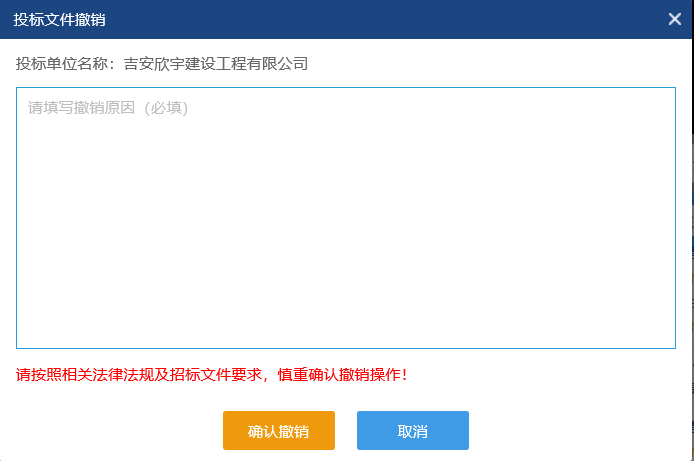 投标文件撤销
投标单位名称：吉安欣宇建设工程有限公司
请填写撤销原因（必填）
请按照相关法律法规及招标文件要求，慎重确认撤销操作！
确认撤销
取消